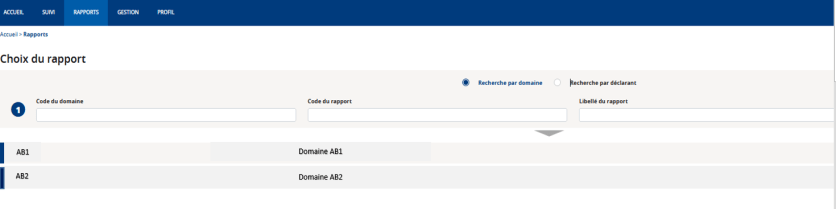 ACCUEIL SUIVI RAPPORTS GESTION PROFIL
Accueil > Rapports
Choix du rapport
Recherche par domaine Recherche par déclarant
Code du domaine Code du rapport Libellé du rapport
1
AB1 Domaine AB1
AB2 Domaine AB2